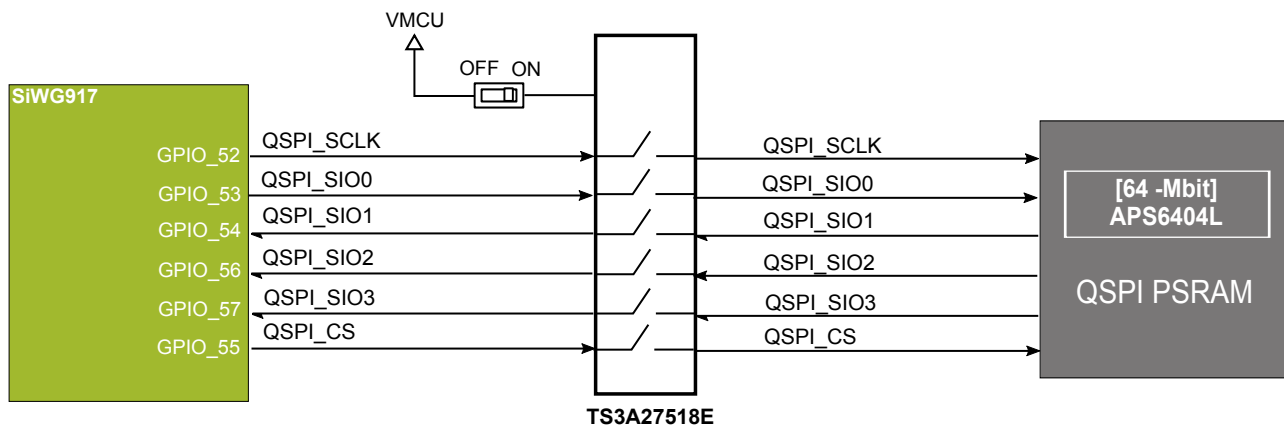 VMCU
OFF ON
SiWG917
GPIO_52
GPIO_53
GPIO_54
GPIO_56
GPIO_57
GPIO_55
QSPI_SCLK
QSPI_SIO0
QSPI_SIO1
QSPI_SIO2
QSPI_SIO3
QSPI_CS
TS3A27518E
QSPI_SCLK
QSPI_SIO0
QSPI_SIO1
QSPI_SIO2
QSPI_SIO3
QSPI_CS
[64 -Mbit]
APS6404L
QSPI PSRAM